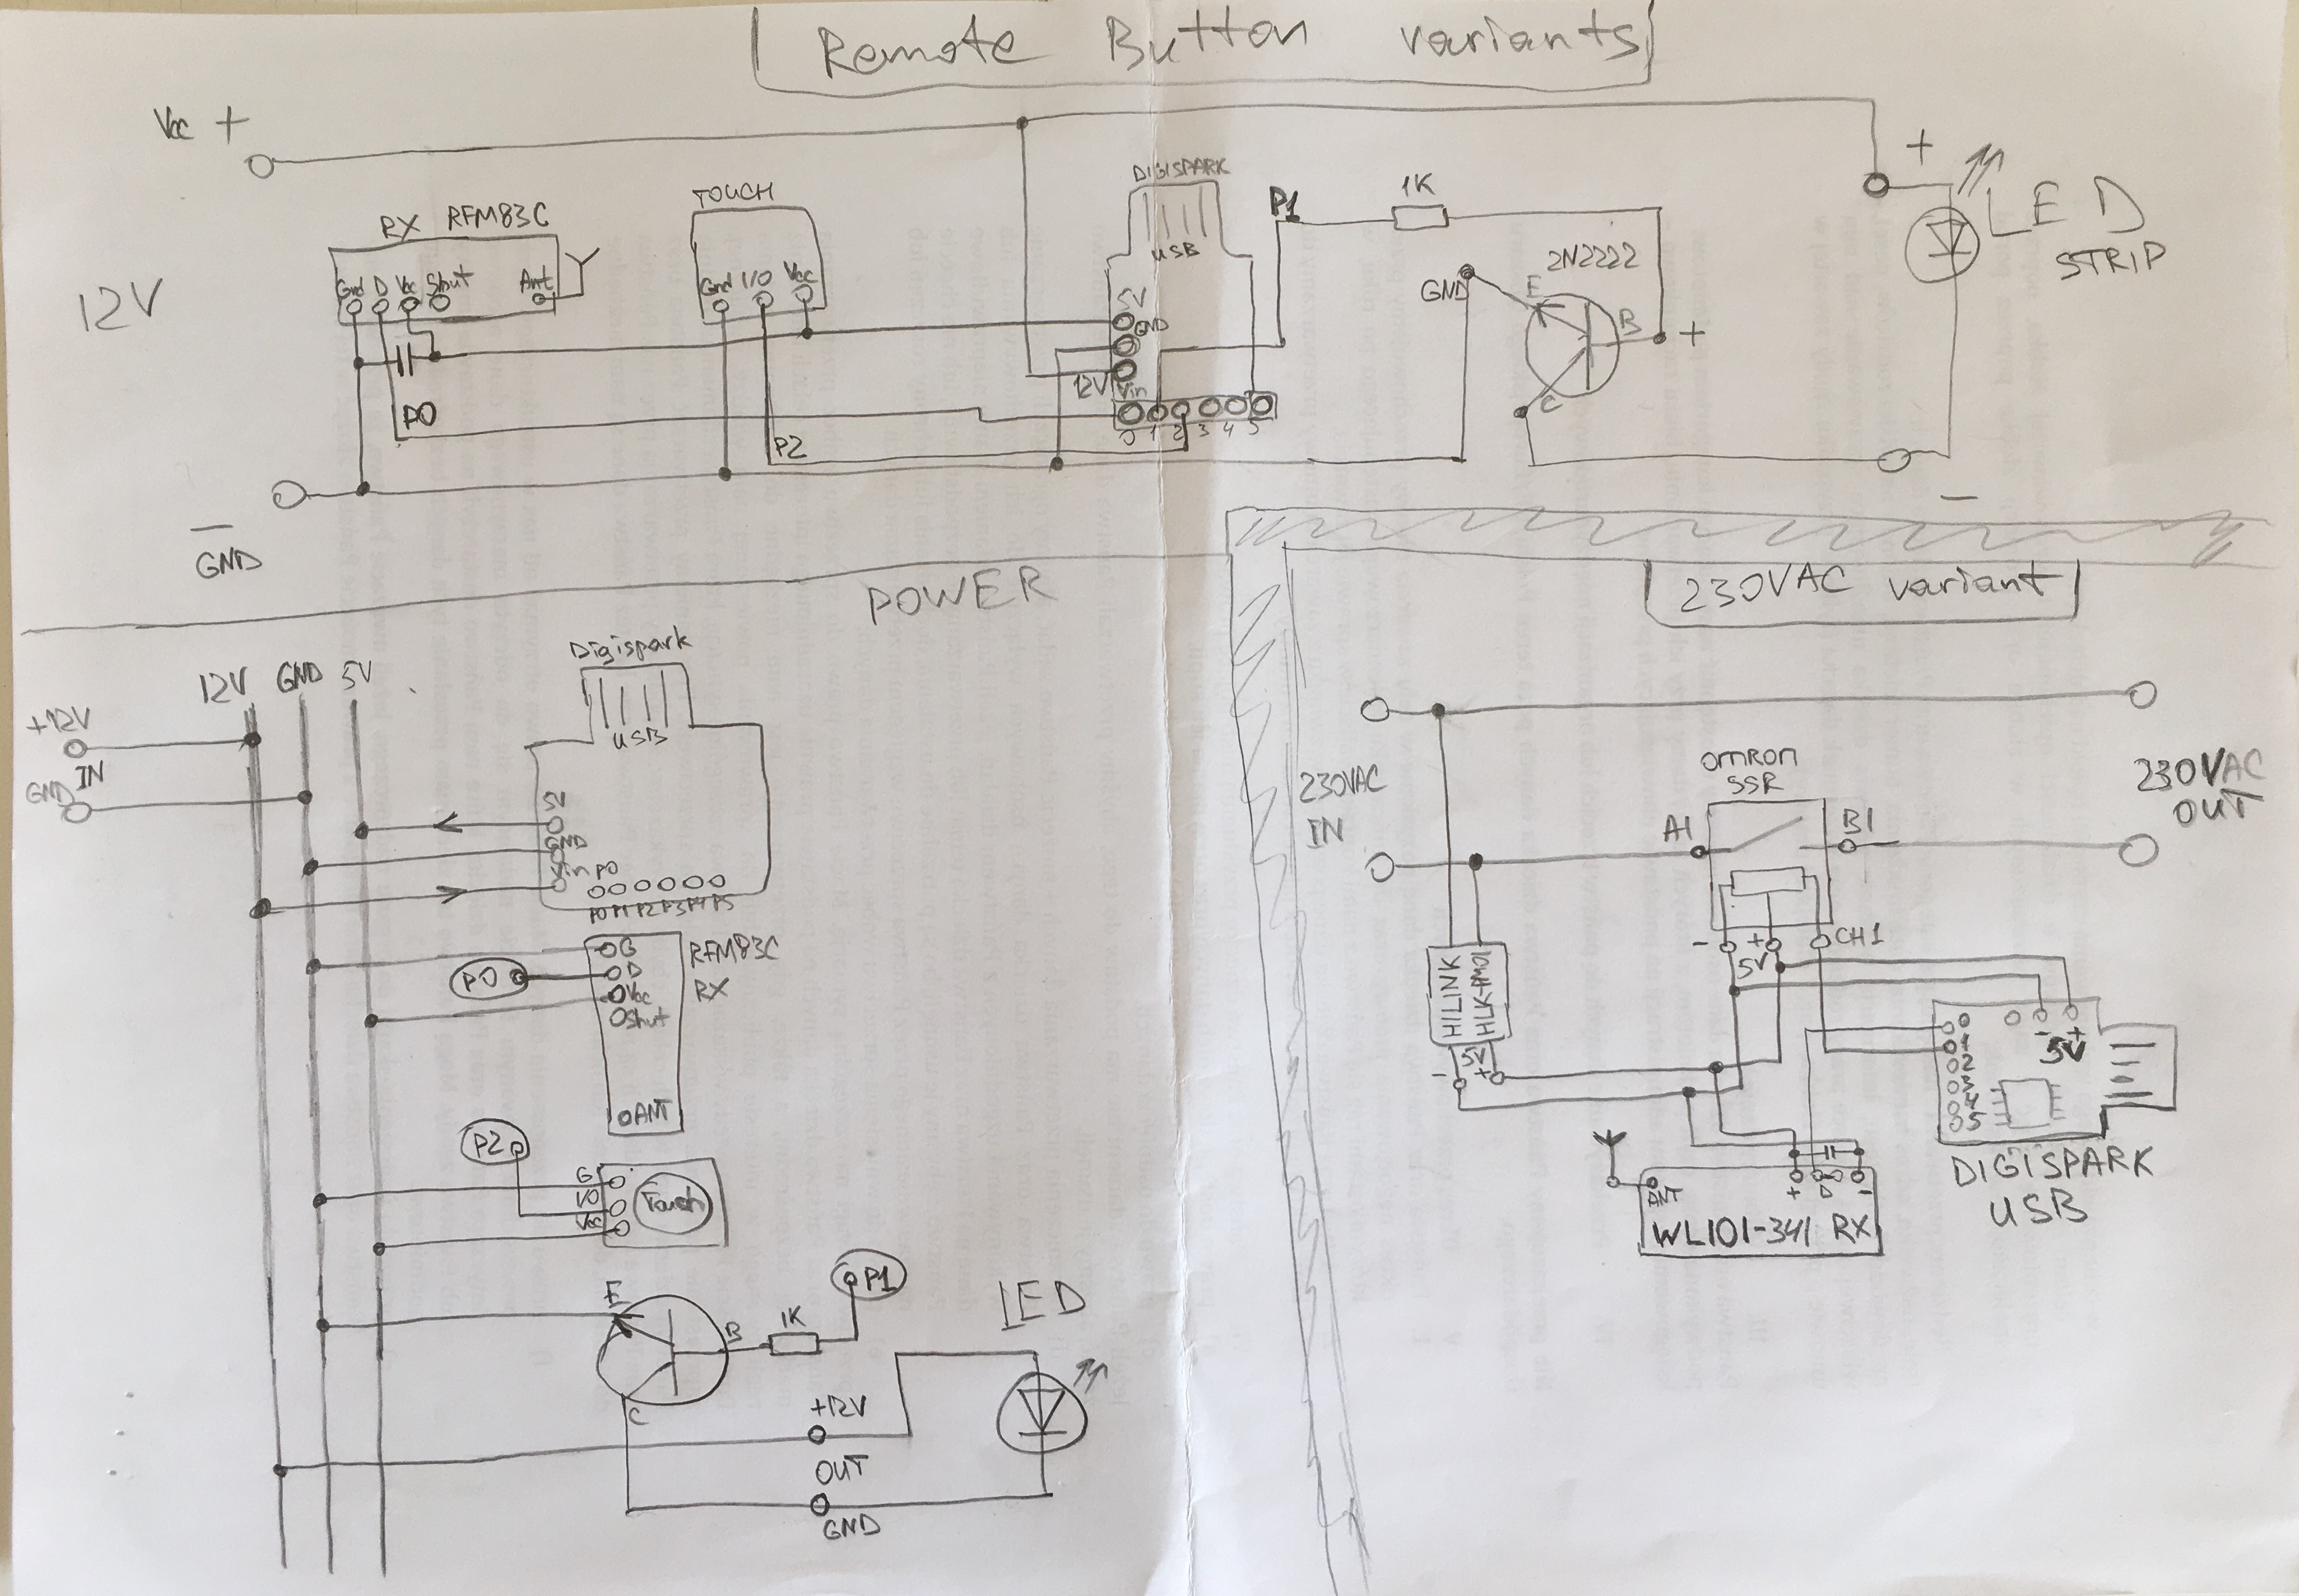 Remote Button variants
Vcc +
12V
RX RFM83C
Gnd D Vcc Shut Ant
P0
TOUCH
Gnd I/O Vcc
P2
DIGISPARK
USB
5V
GND
12V Vin
0 1 2 3 4 5
P1
1K
GND
2N2222
E
B +
C
+
LED
STRIP
-
-
GND
POWER
12V GND 5V
+12V
IN
GND
Digispark
USB
5V
GND
Vin P0
P0 P1 P2 P3 P4 P5
RFM83C
RX
P0
G
D
Vcc
Shut
ANT
P2
G
I/O
Vcc
Touch
E
B
C
1K
P1
LED
+12V
OUT
GND
230VAC variant
230VAC
IN
OMRON
SSR
A1
B1
230VAC
OUT
- + CH1
5V
HILINK
5V
- +
0
1
2
3
4
5
- +
5V
DIGISPARK
USB
ANT
+ D -
WL101-341 RX